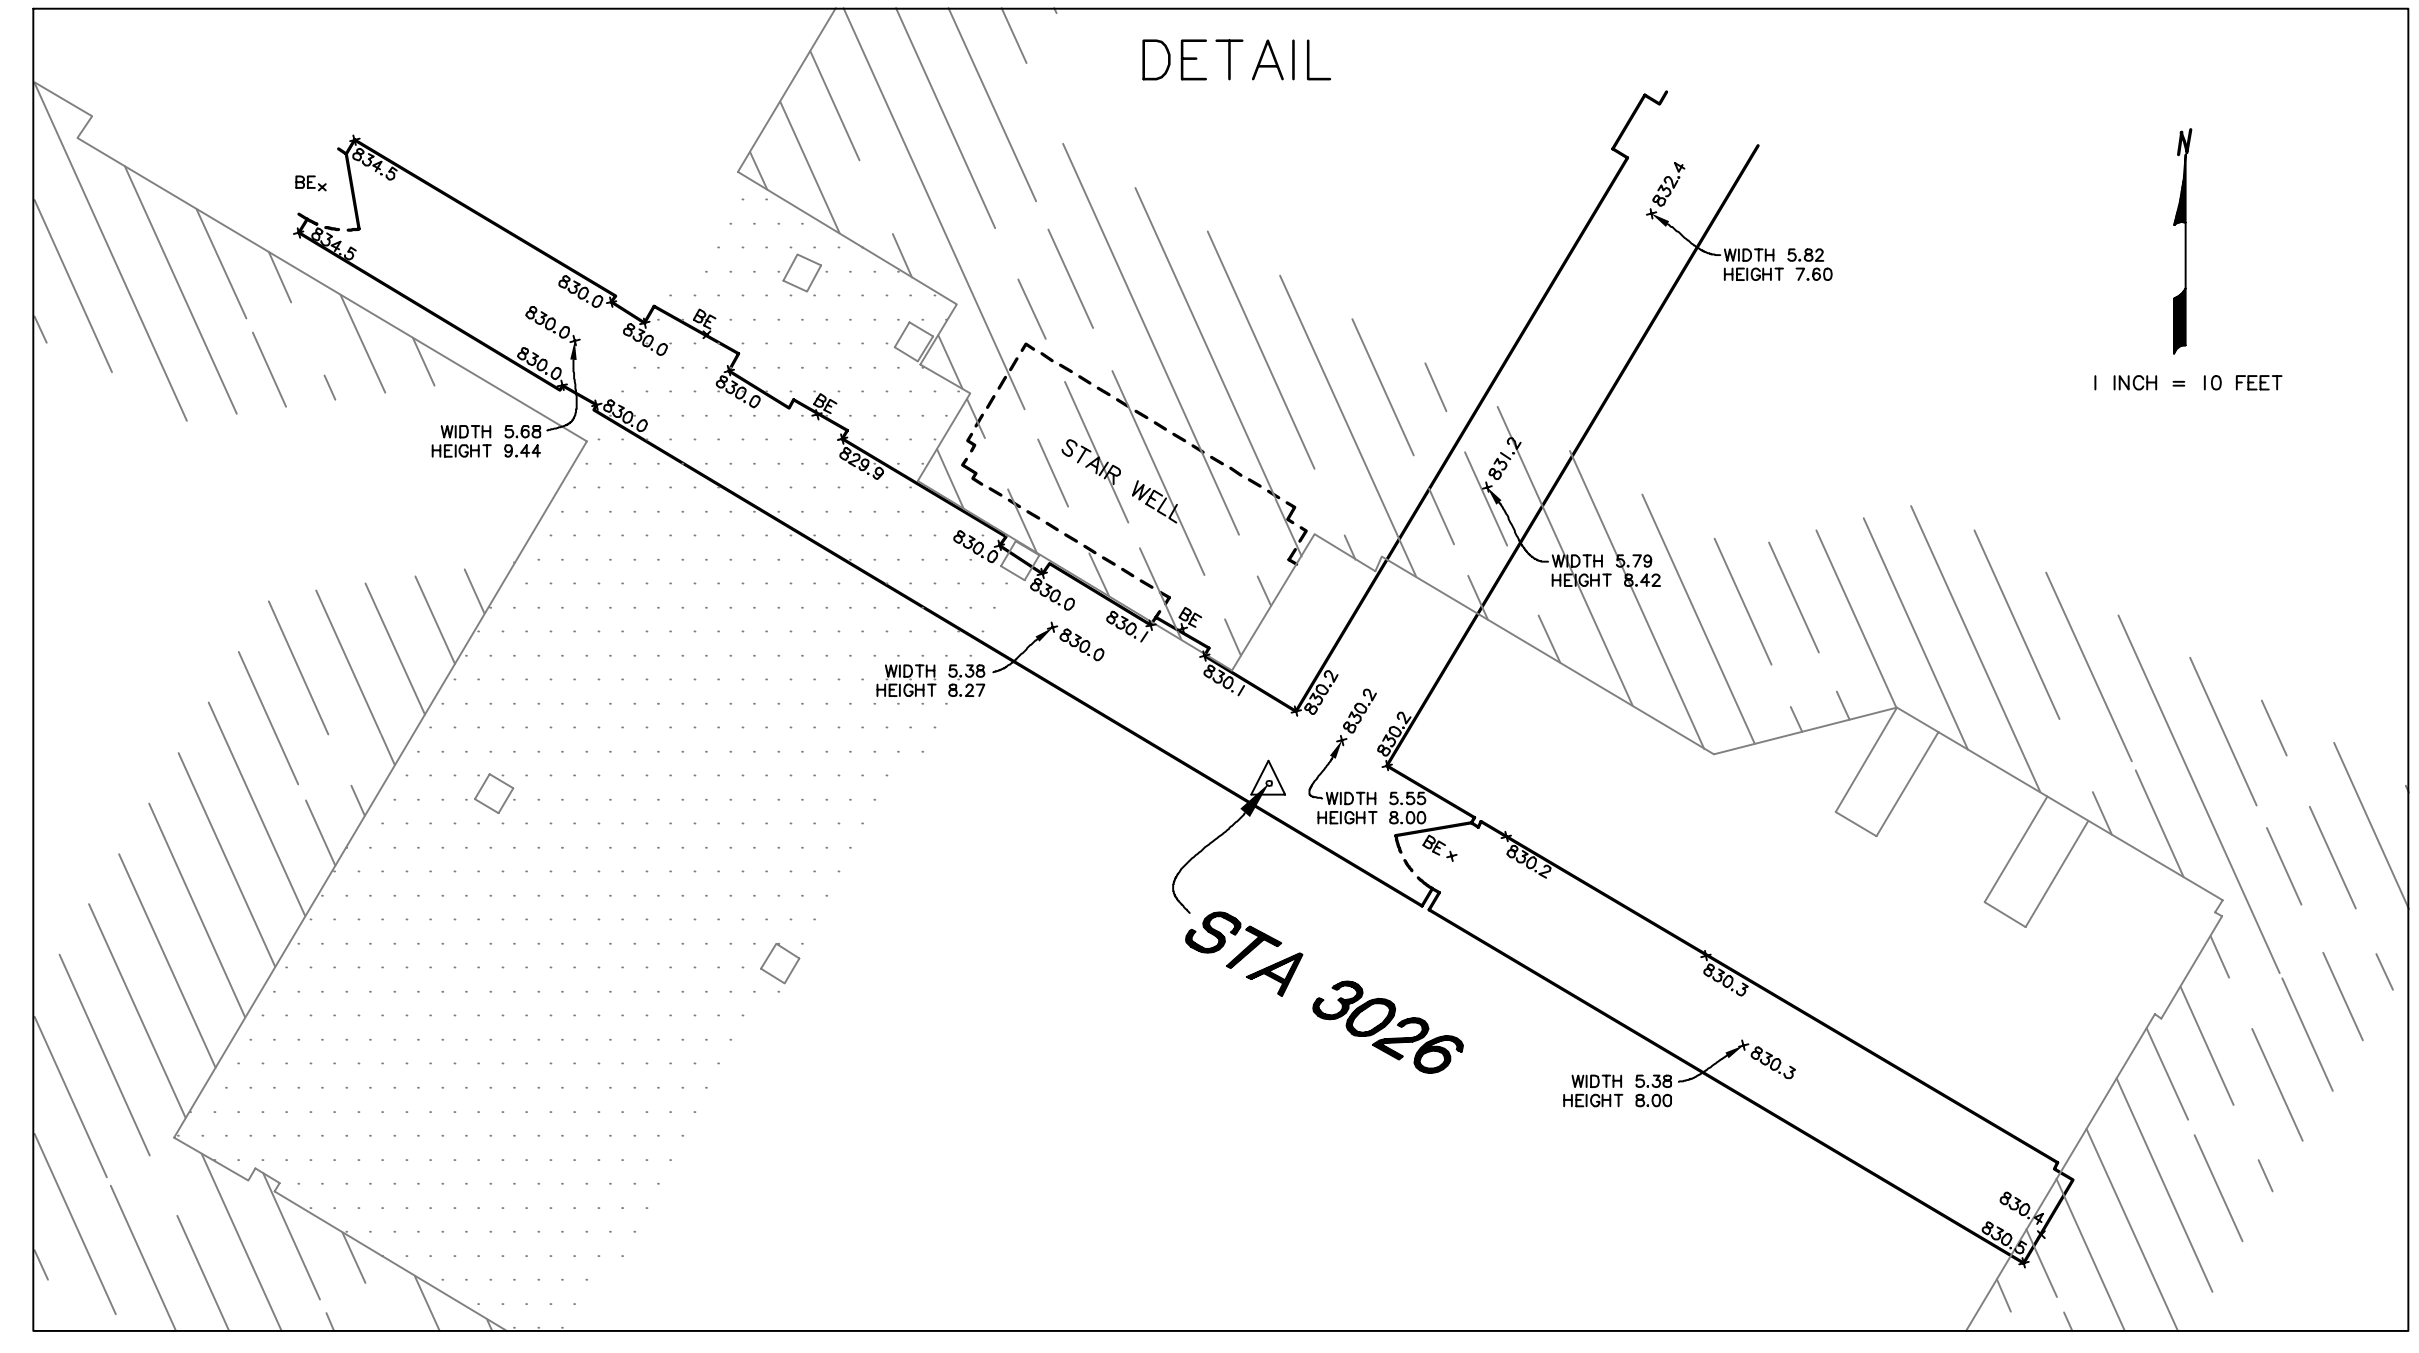 DETAIL
N
1 INCH = 10 FEET
834.5
BE
834.5
830.0
830.0
830.0
830.0
830.0
WIDTH 5.68
HEIGHT 9.44
BE
830.0
BE
829.9
STAIR WELL
830.0
830.0
830.1
BE
830.1
830.0
WIDTH 5.38
HEIGHT 8.27
832.4
WIDTH 5.82
HEIGHT 7.60
831.2
WIDTH 5.79
HEIGHT 8.42
830.2
830.2
830.2
WIDTH 5.55
HEIGHT 8.00
BE
830.2
STA 3026
830.3
830.3
WIDTH 5.38
HEIGHT 8.00
830.4
830.5